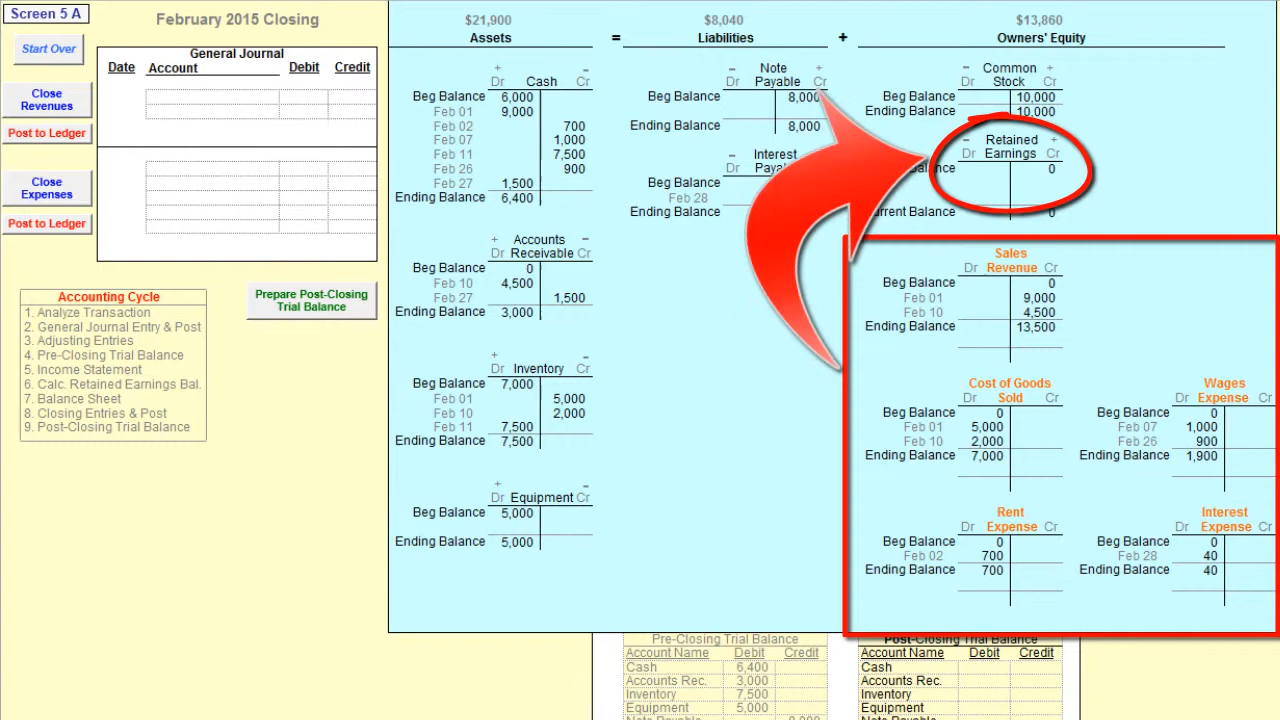 Screen 5 A
February 2015 Closing
Start Over
General Journal
Date Account Debit Credit
Close
Revenues
Post to Ledger
Close
Expenses
Post to Ledger
Prepare Post-Closing
Trial Balance
Accounting Cycle
1. Analyze Transaction
2. General Journal Entry & Post
3. Adjusting Entries
4. Pre-Closing Trial Balance
5. Income Statement
6. Calc. Retained Earnings Bal.
7. Balance Sheet
8. Closing Entries & Post
9. Post-Closing Trial Balance
$21,900 $8,040 $13,860
Assets = Liabilities + Owners' Equity
+ –
Dr Cash Cr
Beg Balance 6,000
Feb 01 9,000
Feb 02 700
Feb 07 1,000
Feb 11 7,500
Feb 26 900
Feb 27 1,500
Ending Balance 6,400
+ Accounts –
Dr Receivable Cr
Beg Balance 0
Feb 10 4,500
Feb 27 1,500
Ending Balance 3,000
+ –
Dr Inventory Cr
Beg Balance 7,000
Feb 01 5,000
Feb 10 2,000
Feb 11 7,500
Ending Balance 7,500
+ –
Dr Equipment Cr
Beg Balance 5,000
Ending Balance 5,000
– Note
Dr Payable Cr
Beg Balance 8,000
Ending Balance 8,000
– Interest
Dr
Beg Balance
Feb 28
Ending Balance
– Common +
Dr Stock Cr
Beg Balance 10,000
Ending Balance 10,000
– Retained +
Dr Earnings Cr
Balance 0
Balance 0
Sales
Dr Revenue Cr
Beg Balance 0
Feb 01 9,000
Feb 10 4,500
Ending Balance 13,500
Cost of Goods
Dr Sold Cr
Beg Balance 0
Feb 01 5,000
Feb 10 2,000
Ending Balance 7,000
Wages
Dr Expense Cr
Beg Balance 0
Feb 07 1,000
Feb 26 900
Ending Balance 1,900
Rent
Dr Expense Cr
Beg Balance 0
Feb 02 700
Ending Balance 700
Interest
Dr Expense Cr
Beg Balance 0
Feb 28 40
Ending Balance 40
Pre-Closing Trial Balance
Account Name Debit Credit
Cash 6,400
Accounts Rec. 3,000
Inventory 7,500
Equipment 5,000
Post-Closing Trial Balance
Account Name Debit Credit
Cash
Accounts Rec.
Inventory
Equipment